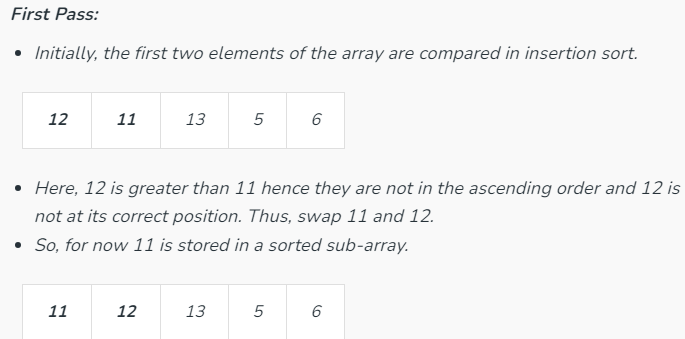 First Pass:
• Initially, the first two elements of the array are compared in insertion sort.
12 11 13 5 6
• Here, 12 is greater than 11 hence they are not in the ascending order and 12 is
not at its correct position. Thus, swap 11 and 12.
• So, for now 11 is stored in a sorted sub-array.
11 12 13 5 6